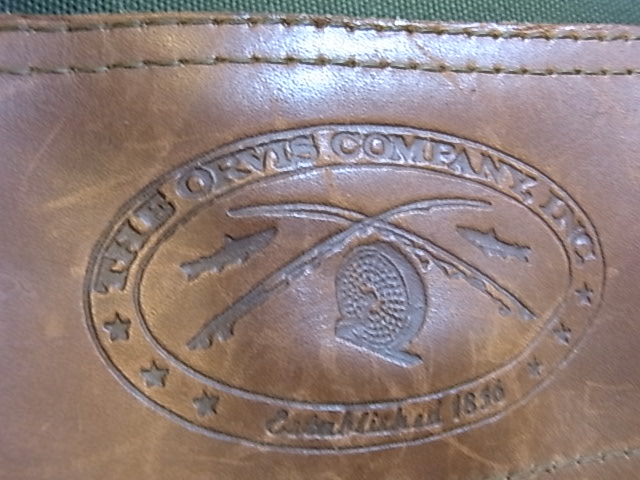 THE ORVIS COMPANY, INC.
Established 1856